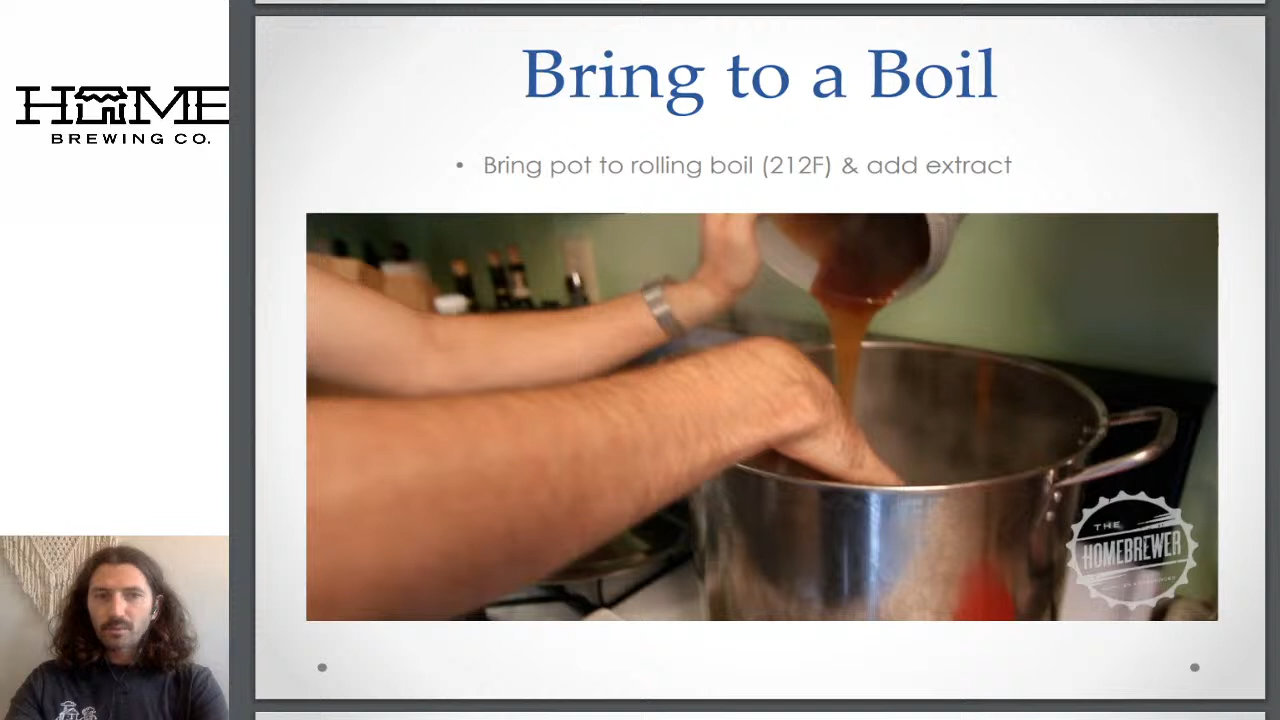 HOME
BREWING CO.
Bring to a Boil
• Bring pot to rolling boil (212F) & add extract
THE
HOMEBREWER